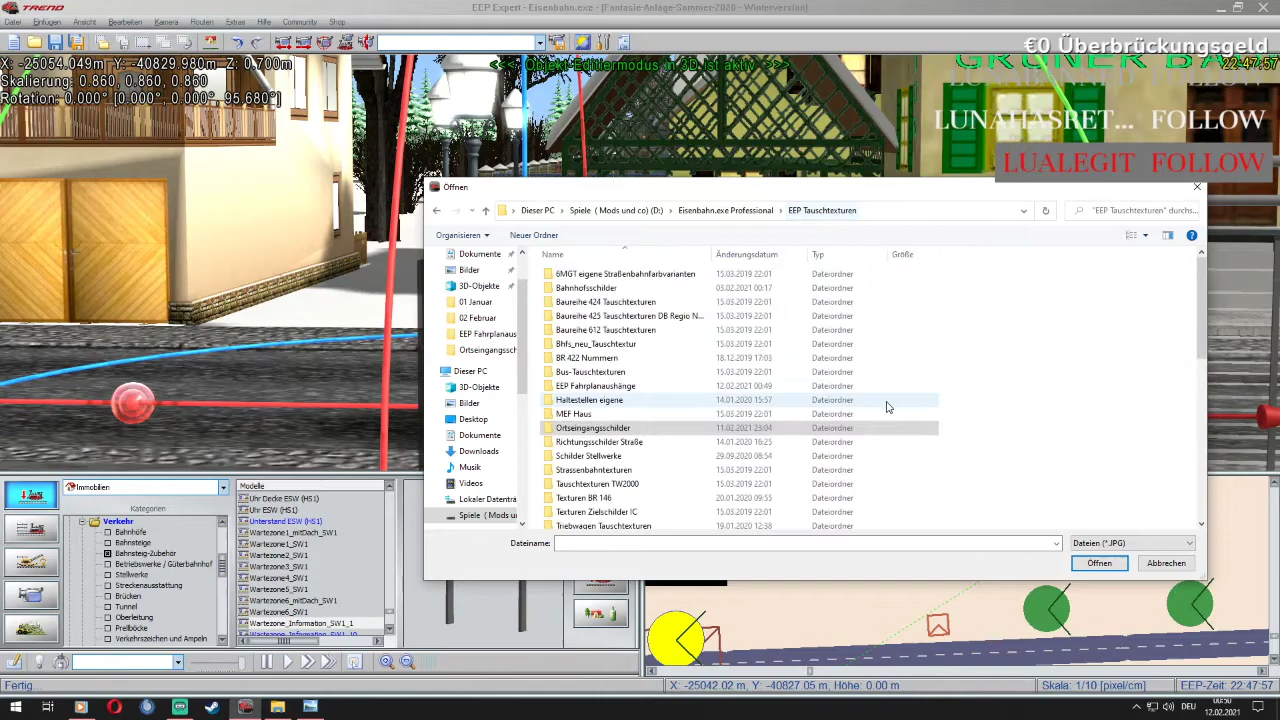 TREND
EEP Expert - Eisenbahn.exe - [Fantasie-Anlage-Sommer-2020 - Winterversion]
Datei Einfügen Ansicht Bearbeiten Kamera Routen Extras Hilfe Community Shop
X: -25054.049m Y: -40829.980m Z: 0.700m
Skalierung: 0.860, 0.860, 0.860
Rotation: 0.000° [0.000°, 0.000°, 95.680°]
<<< Objekt-Editiermodus in 3D ist aktiv >>>
€0 Überbrückungsgeld
GRÜNER BA
22:47:57
LUNAHASRET... FOLLOW
LUALEGIT FOLLOW
Öffnen
Dieser PC > Spiele ( Mods und co) (D:) > Eisenbahn.exe Professional > EEP Tauschtexturen
"EEP Tauschtexturen" durchs...
Organisieren Neuer Ordner
Dokumente
Bilder
3D-Objekte
01 Januar
02 Februar
EEP Fahrplanaus
Ortseingangssch
Dieser PC
3D-Objekte
Bilder
Desktop
Dokumente
Downloads
Musik
Videos
Lokaler Datenträ
Spiele ( Mods u
Name Änderungsdatum Typ Größe
6MGT eigene Straßenbahnfarbvarianten 15.03.2019 22:01 Dateiordner
Bahnhofsschilder 03.02.2021 00:17 Dateiordner
Baureihe 424 Tauschtexturen 15.03.2019 22:01 Dateiordner
Baureihe 425 Tauschtexturen DB Regio N... 15.03.2019 22:01 Dateiordner
Baureihe 612 Tauschtexturen 15.03.2019 22:01 Dateiordner
Bhfs_neu_Tauschtextur 15.03.2019 22:01 Dateiordner
BR 422 Nummern 18.12.2019 17:03 Dateiordner
Bus-Tauschtexturen 15.03.2019 22:01 Dateiordner
EEP Fahrplanaushänge 12.02.2021 00:49 Dateiordner
Haltestellen eigene 14.01.2020 15:57 Dateiordner
MEF Haus 15.03.2019 22:01 Dateiordner
Ortseingangsschilder 11.02.2021 23:04 Dateiordner
Richtungsschilder Straße 14.01.2020 16:25 Dateiordner
Schilder Stellwerke 29.09.2020 08:54 Dateiordner
Strassenbahntexturen 15.03.2019 22:01 Dateiordner
Tauschtexturen TW2000 15.03.2019 22:01 Dateiordner
Texturen BR 146 20.01.2020 09:55 Dateiordner
Texturen Zielschilder IC 15.03.2019 22:01 Dateiordner
Triebwagen Tauschtexturen 19.01.2020 12:38 Dateiordner
Dateiname:
Dateien (*.JPG)
Öffnen Abbrechen
Immobilien
Kategorien
Verkehr
Bahnhöfe
Bahnsteige
Bahnsteig-Zubehör
Betriebswerke / Güterbahnhof
Stellwerke
Streckenausstattung
Brücken
Tunnel
Oberleitung
Prellböcke
Verkehrszeichen und Ampeln
Modelle
Uhr Decke ESW (HS1)
Uhr ESW (HS1)
Unterstand ESW (HS1)
Wartezone1_mitDach_SW1
Wartezone1_SW1
Wartezone2_SW1
Wartezone3_SW1
Wartezone4_SW1
Wartezone5_SW1
Wartezone6_mitDach_SW1
Wartezone6_SW1
Wartezone_Information_SW1_1
Wartezone_Information_SW1_10
Fertig...
X: -25042.02 m, Y: -40827.05 m, Höhe: 0.00 m
Skala: 1/10 [pixel/cm]
EEP-Zeit: 22:47:57
DEU
00:50
12.02.2021